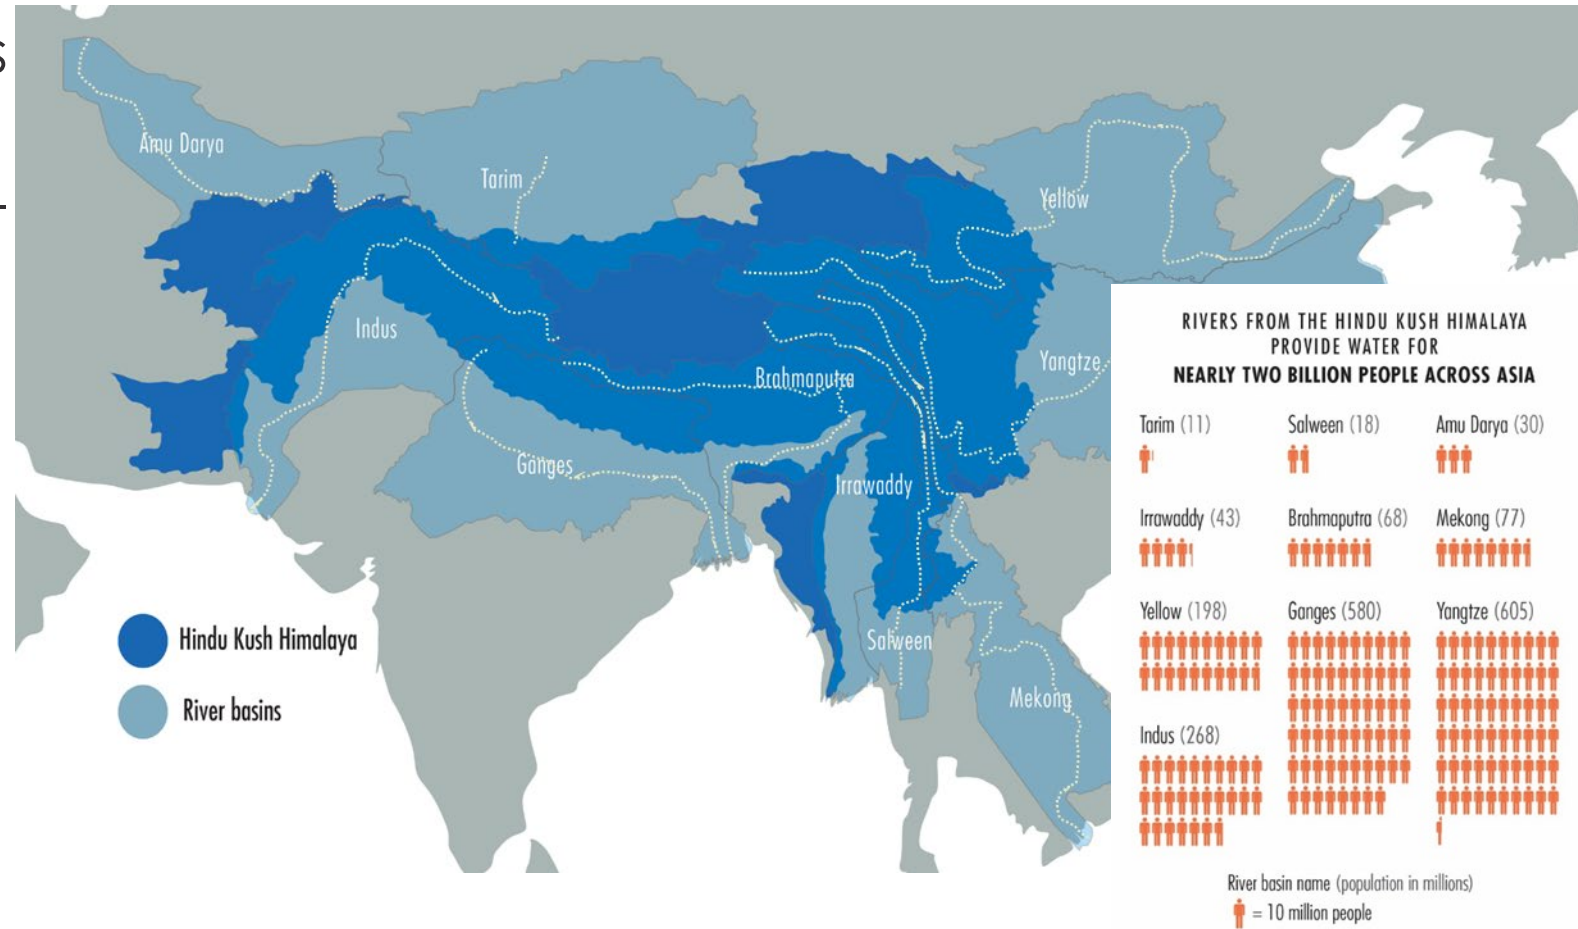 S
Amu Darya
Tarim
Yellow
Indus
Yangtze
Brahmaputra
Ganges
Irrawaddy
Salween
Mekong
Hindu Kush Himalaya
River basins
RIVERS FROM THE HINDU KUSH HIMALAYA
PROVIDE WATER FOR
NEARLY TWO BILLION PEOPLE ACROSS ASIA
Tarim (11)
Salween (18)
Amu Darya (30)
Irrawaddy (43)
Brahmaputra (68)
Mekong (77)
Yellow (198)
Ganges (580)
Yangtze (605)
Indus (268)
River basin name (population in millions)
= 10 million people